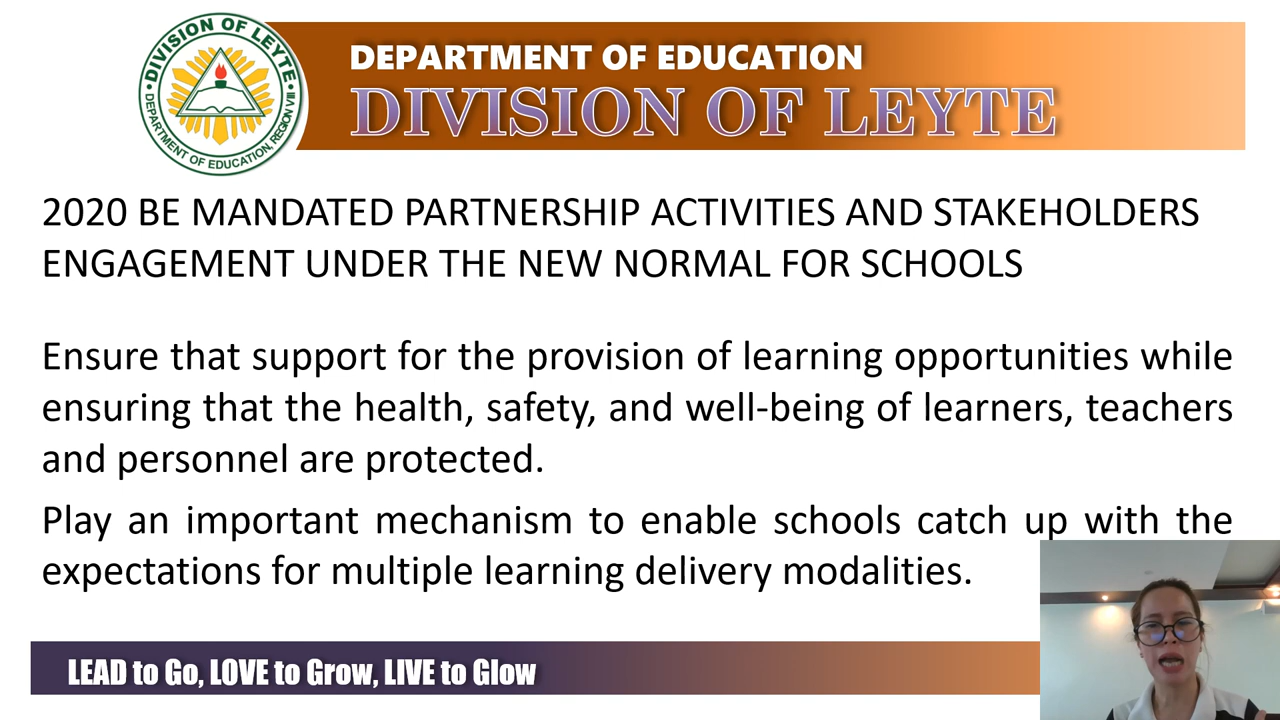 DIVISION OF LEYTE
DEPARTMENT OF EDUCATION, REGION VIII
DEPARTMENT OF EDUCATION
DIVISION OF LEYTE
2020 BE MANDATED PARTNERSHIP ACTIVITIES AND STAKEHOLDERS
ENGAGEMENT UNDER THE NEW NORMAL FOR SCHOOLS
Ensure that support for the provision of learning opportunities while
ensuring that the health, safety, and well-being of learners, teachers
and personnel are protected.
Play an important mechanism to enable schools catch up with the
expectations for multiple learning delivery modalities.
LEAD to Go, LOVE to Grow, LIVE to Glow